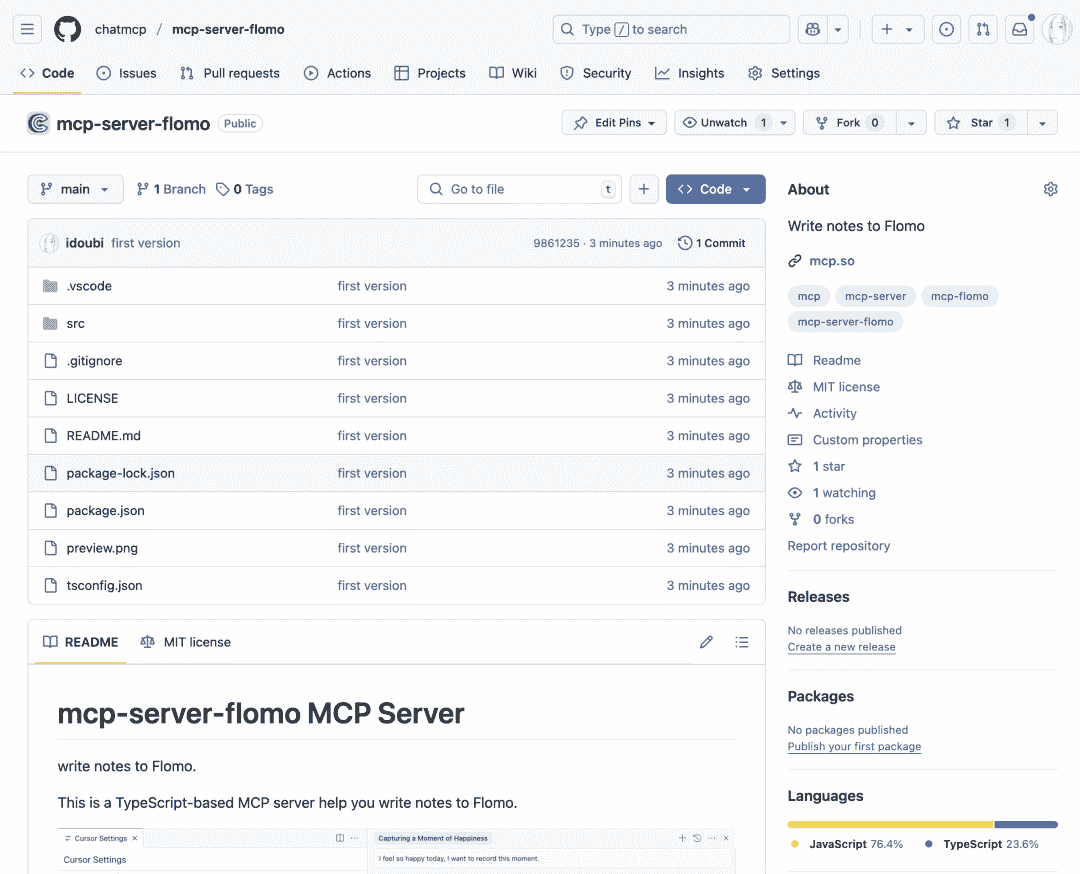 chatmcp / mcp-server-flomo
Type / to search
Code Issues Pull requests Actions Projects Wiki Security Insights Settings
mcp-server-flomo Public
Edit Pins Unwatch 1 Fork 0 Star 1
main 1 Branch 0 Tags Go to file t Code
idoubi first version 9861235 · 3 minutes ago 1 Commit
.vscode first version 3 minutes ago
src first version 3 minutes ago
.gitignore first version 3 minutes ago
LICENSE first version 3 minutes ago
README.md first version 3 minutes ago
package-lock.json first version 3 minutes ago
package.json first version 3 minutes ago
preview.png first version 3 minutes ago
tsconfig.json first version 3 minutes ago
README MIT license
mcp-server-flomo MCP Server
write notes to Flomo.
This is a TypeScript-based MCP server help you write notes to Flomo.
Cursor Settings
Cursor Settings
Capturing a Moment of Happiness
I feel so happy today, I want to record this moment.
About
Write notes to Flomo
mcp.so
mcp mcp-server mcp-flomo
mcp-server-flomo
Readme
MIT license
Activity
Custom properties
1 star
1 watching
0 forks
Report repository
Releases
No releases published
Create a new release
Packages
No packages published
Publish your first package
Languages
JavaScript 76.4% TypeScript 23.6%